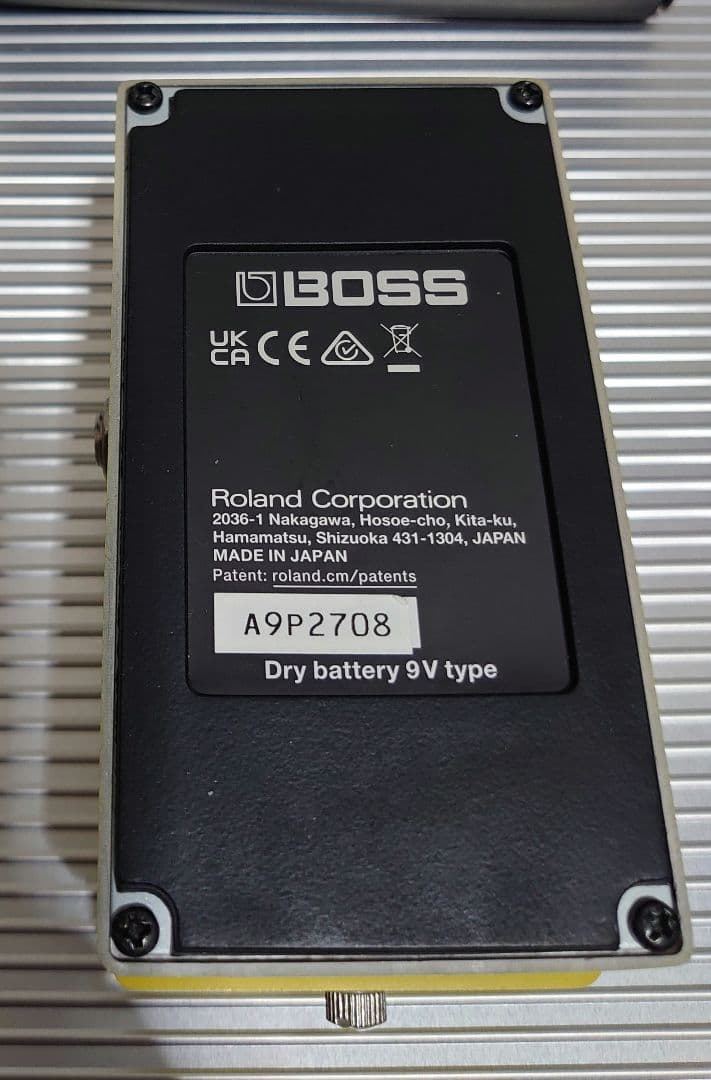 BOSS
UK
CA CE
Roland Corporation
2036-1 Nakagawa, Hosoe-cho, Kita-ku,
Hamamatsu, Shizuoka 431-1304, JAPAN
MADE IN JAPAN
Patent: roland.cm/patents
A9P2708
Dry battery 9V type